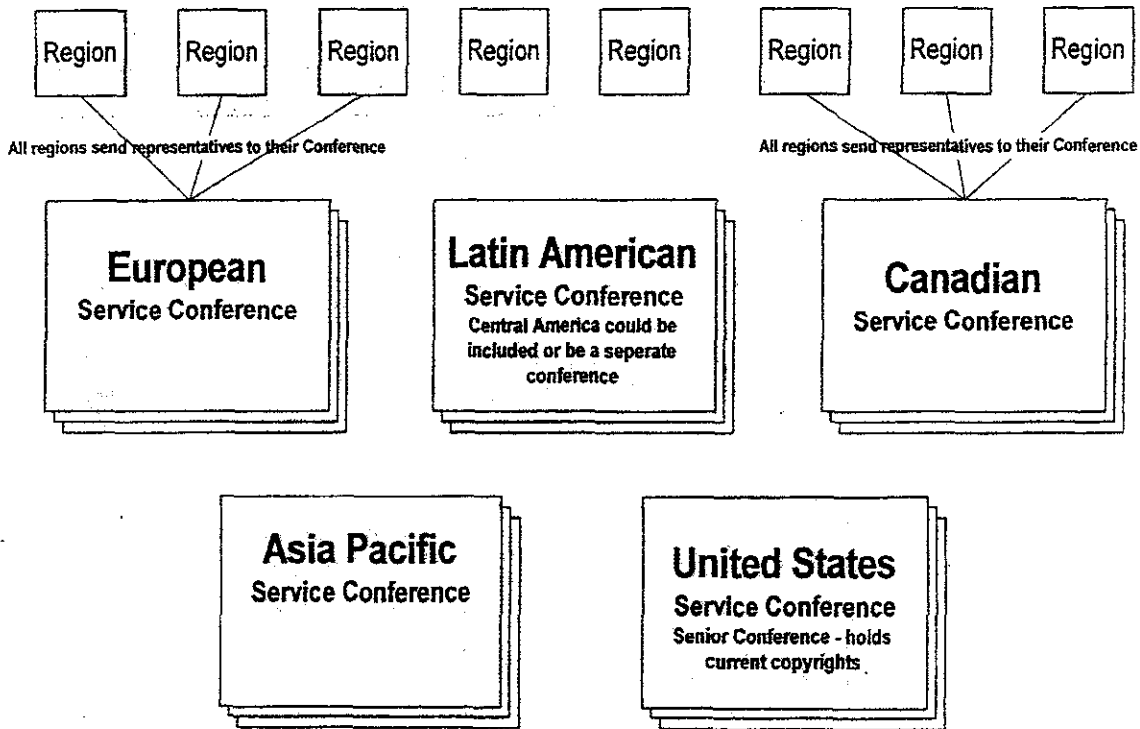 Region Region Region Region Region Region Region Region
All regions send representatives to their Conference
All regions send representatives to their Conference
European
Service Conference
Latin American
Service Conference
Central America could be
included or be a seperate
conference
Canadian
Service Conference
Asia Pacific
Service Conference
United States
Service Conference
Senior Conference - holds
current copyrights